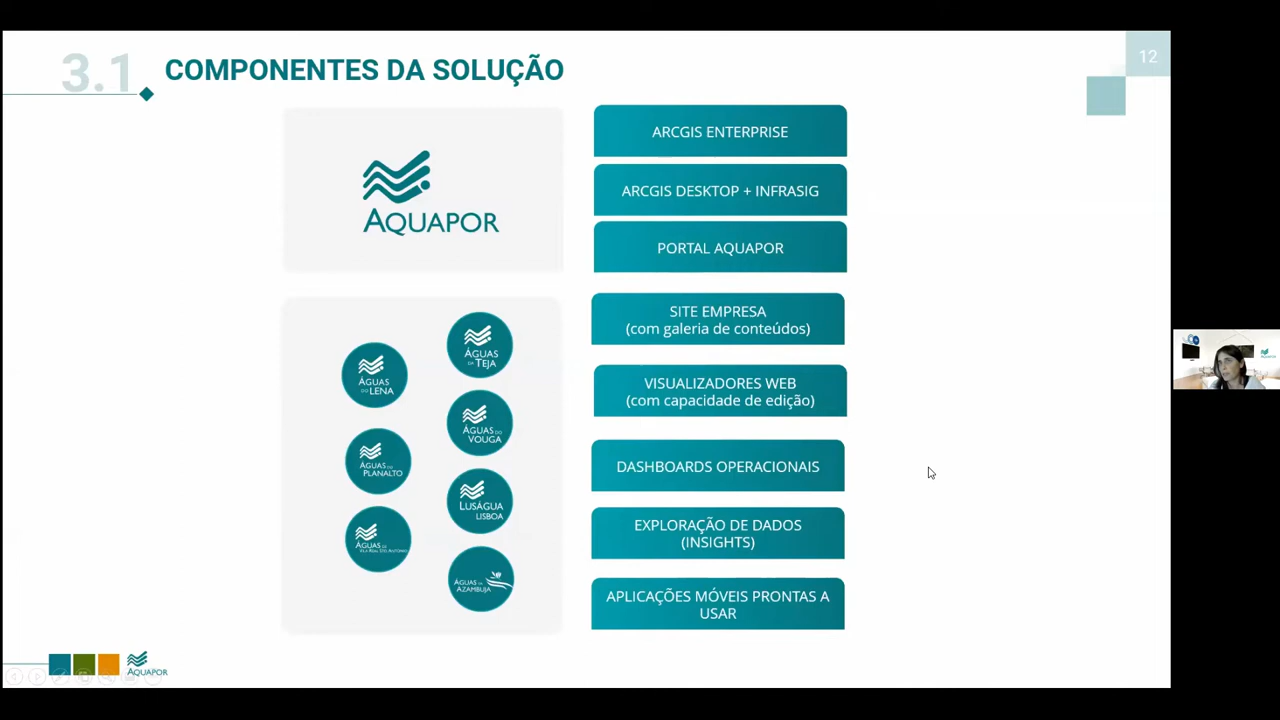 3.1
COMPONENTES DA SOLUÇÃO
12
AQUAPOR
ARCGIS ENTERPRISE
ARCGIS DESKTOP + INFRASIG
PORTAL AQUAPOR
ÁGUAS
DO LENA
ÁGUAS
DA TEJA
ÁGUAS DO
VOUGA
ÁGUAS DO
PLANALTO
LUSÁGUA
LISBOA
ÁGUAS DE
VILA REAL STO ANTÓNIO
ÁGUAS DA
AZAMBUJA
SITE EMPRESA
(com galeria de conteúdos)
VISUALIZADORES WEB
(com capacidade de edição)
DASHBOARDS OPERACIONAIS
EXPLORAÇÃO DE DADOS
(INSIGHTS)
APLICAÇÕES MÓVEIS PRONTAS A
USAR
AQUAPOR